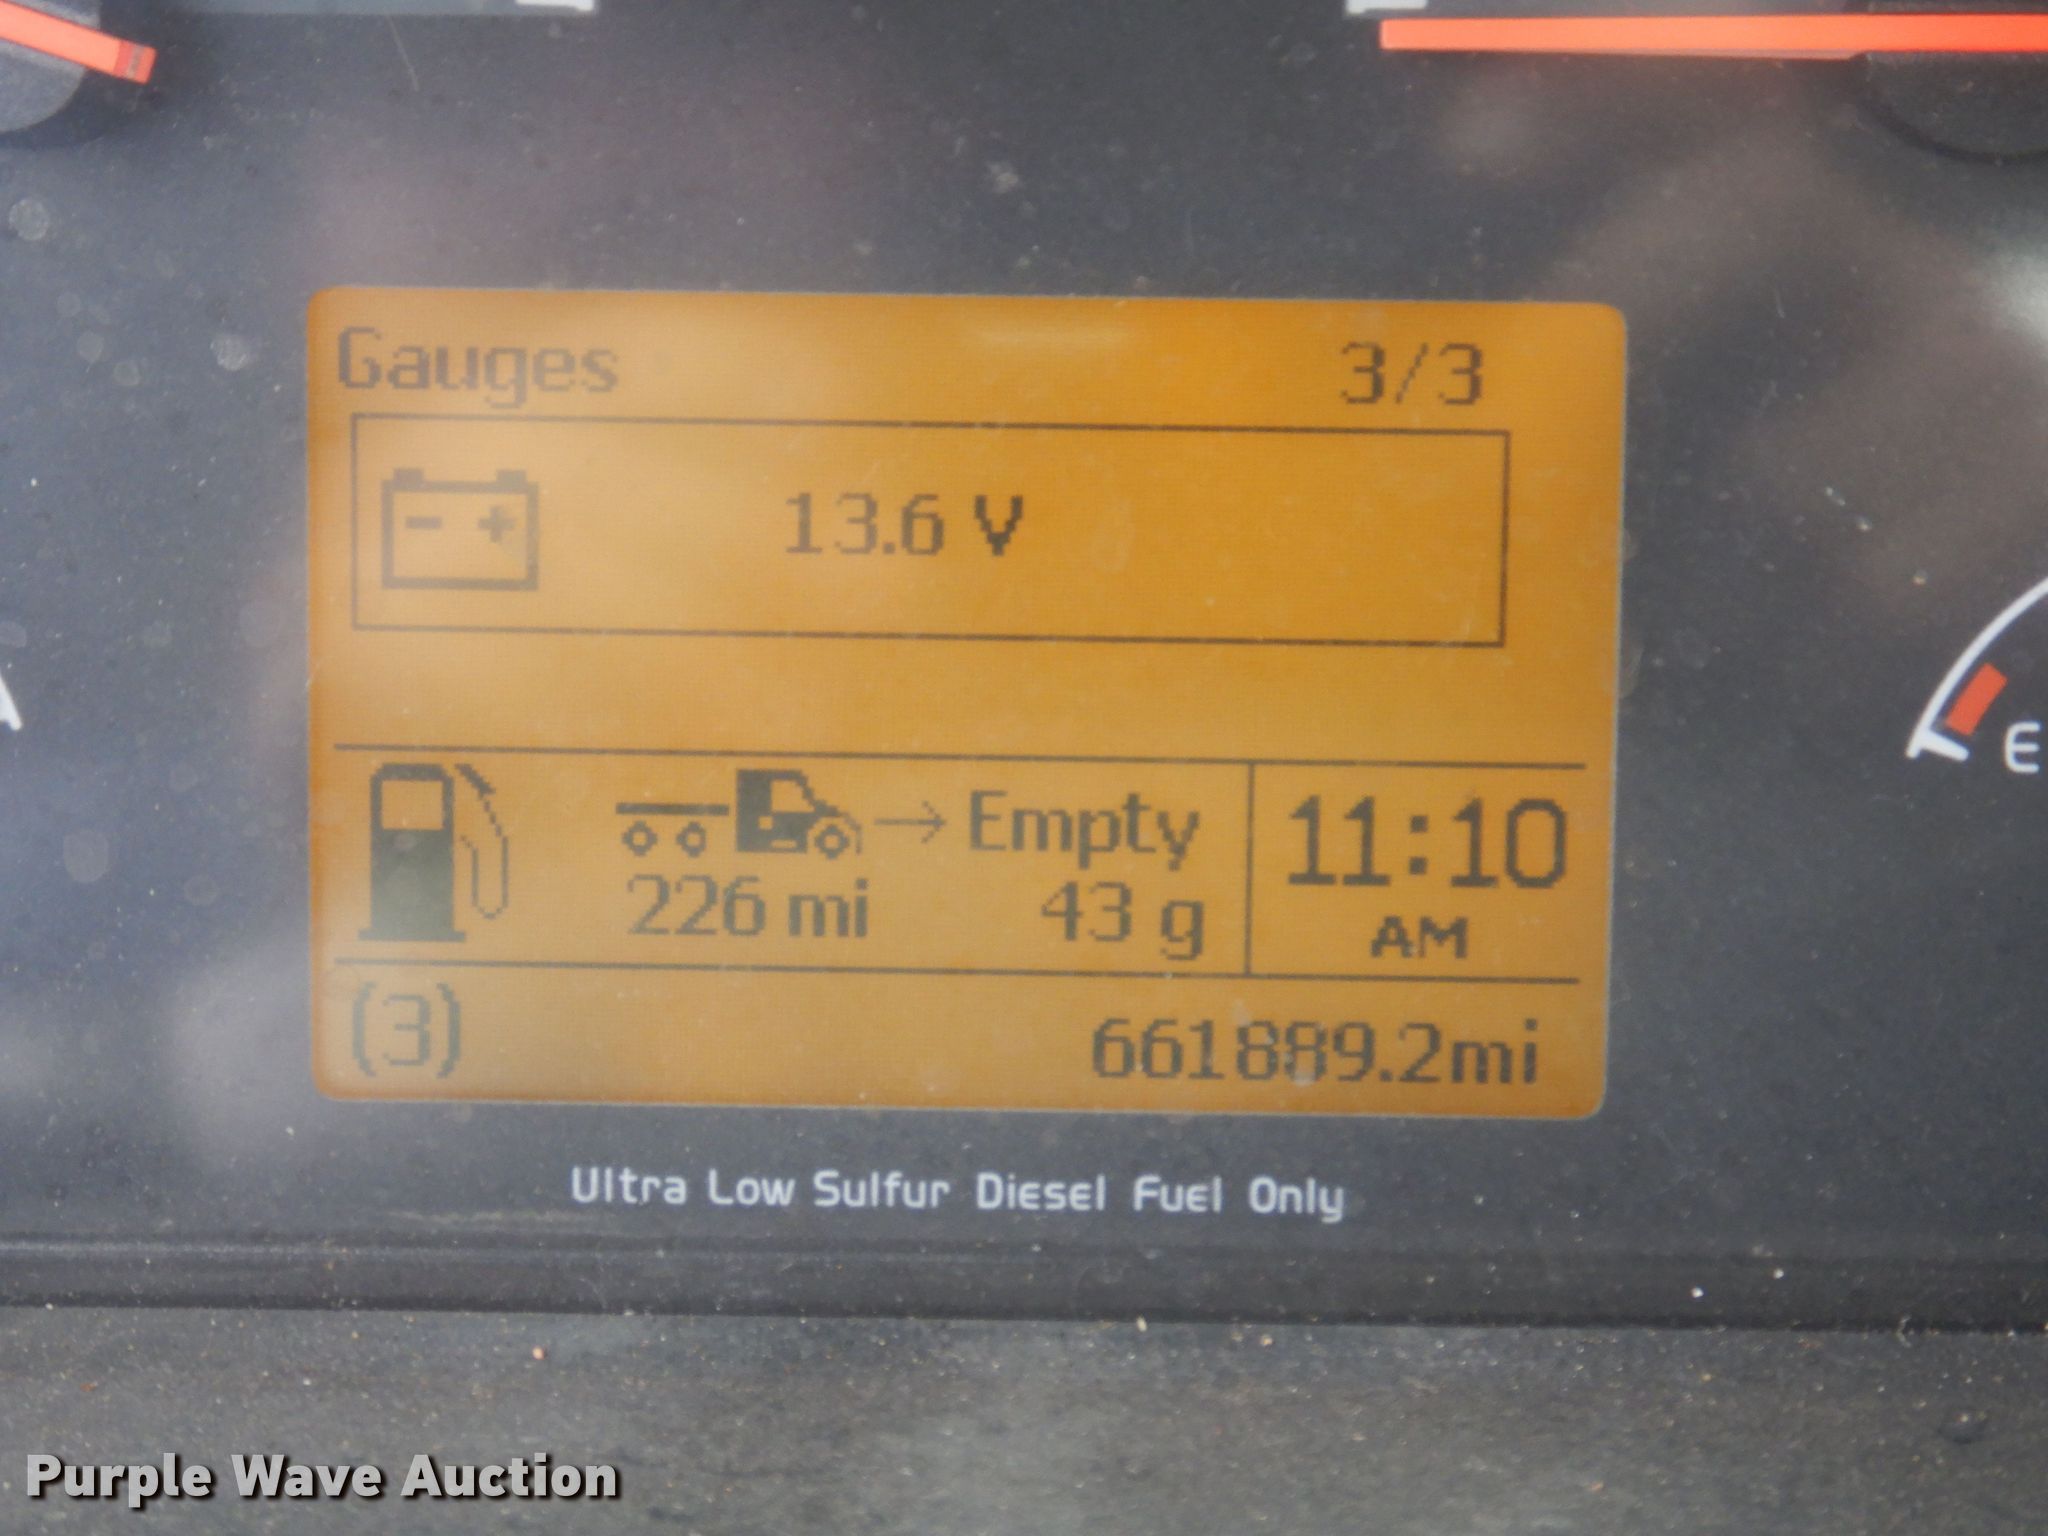 Gauges 3/3
- +
13.6 V
Empty
226 mi 43 g
11:10
AM
(3) 661889.2mi
E
Ultra Low Sulfur Diesel Fuel Only
Purple Wave Auction